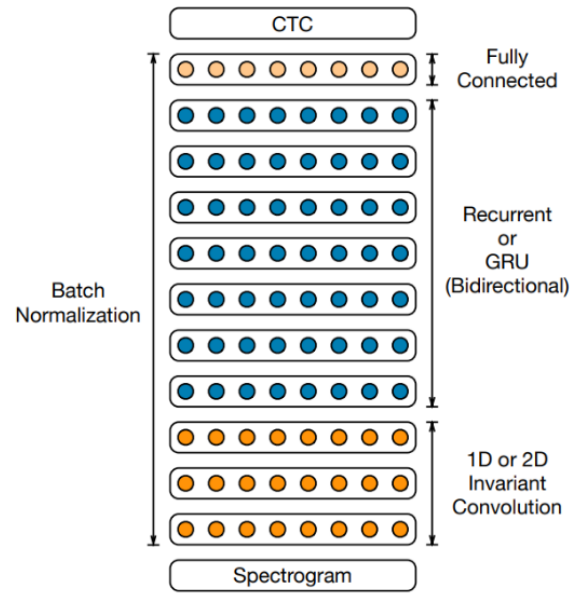 CTC
Fully
Connected
Recurrent
or
GRU
(Bidirectional)
Batch
Normalization
1D or 2D
Invariant
Convolution
Spectrogram